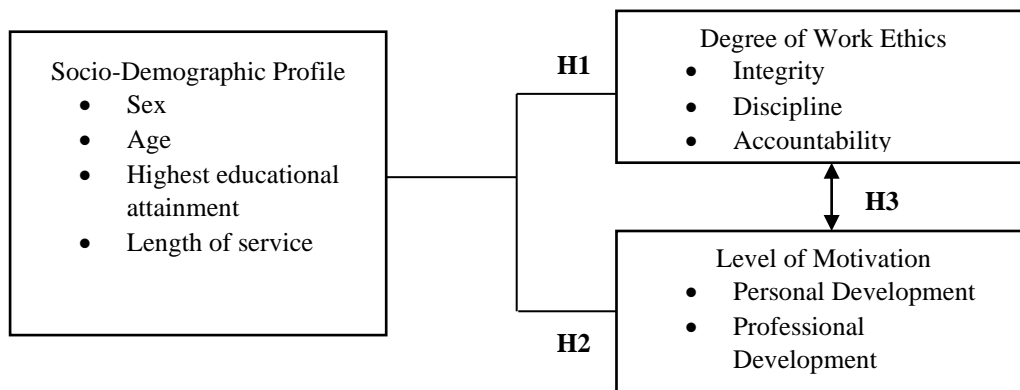 Socio-Demographic Profile
• Sex
• Age
• Highest educational
attainment
• Length of service
H1
Degree of Work Ethics
• Integrity
• Discipline
• Accountability
H3
H2
Level of Motivation
• Personal Development
• Professional
Development